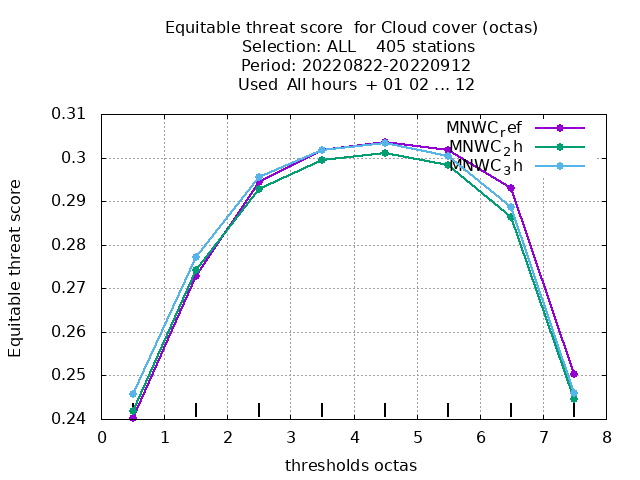 Equitable threat score  for Cloud cover (octas)
Selection: ALL    405 stations
Period: 20220822-20220912
Used  All hours  + 01 02 ... 12
0.31
0.3
0.29
0.28
0.27
0.26
0.25
0.24
Equitable threat score
MNWC_ref
MNWC_2h
MNWC_3h
0 1 2 3 4 5 6 7 8
thresholds octas